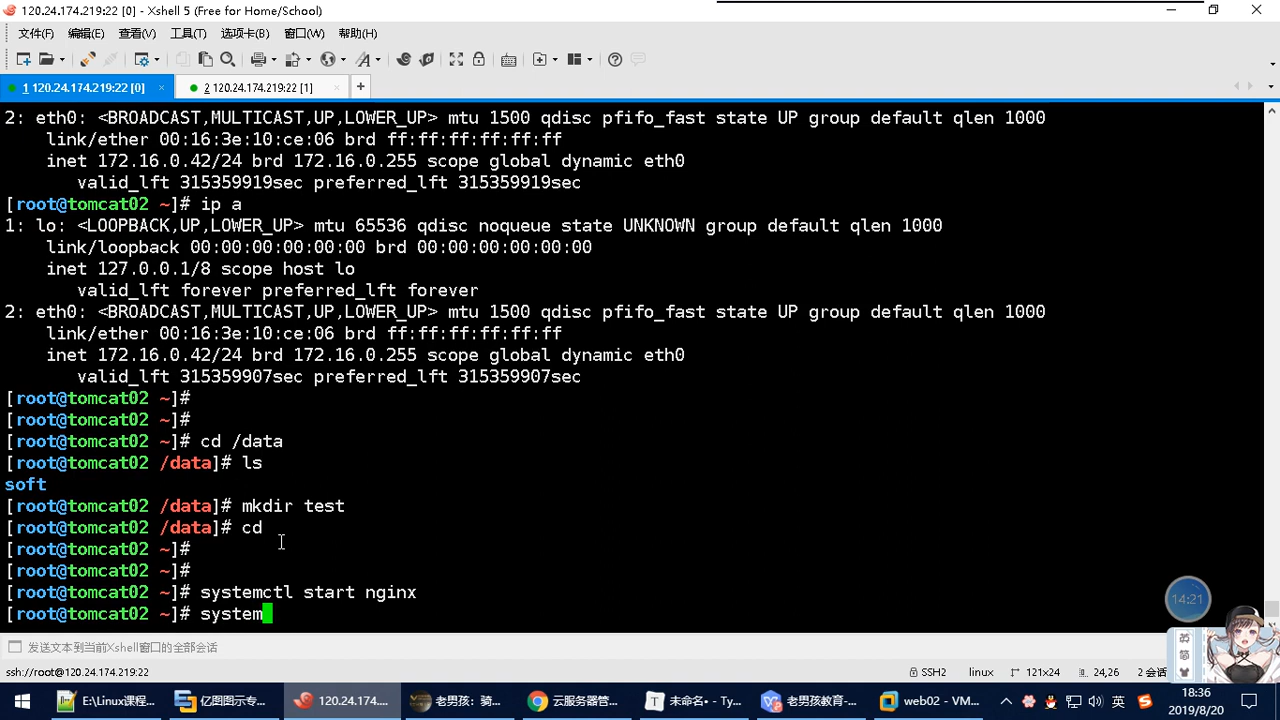 120.24.174.219:22 [0] - Xshell 5 (Free for Home/School)
文件(F) 编辑(E) 查看(V) 工具(T) 选项卡(B) 窗口(W) 帮助(H)
1 120.24.174.219:22 [0] × 2 120.24.174.219:22 [1] × +
2: eth0: <BROADCAST,MULTICAST,UP,LOWER_UP> mtu 1500 qdisc pfifo_fast state UP group default qlen 1000
link/ether 00:16:3e:10:ce:06 brd ff:ff:ff:ff:ff:ff
inet 172.16.0.42/24 brd 172.16.0.255 scope global dynamic eth0
valid_lft 315359919sec preferred_lft 315359919sec
[root@tomcat02 ~]# ip a
1: lo: <LOOPBACK,UP,LOWER_UP> mtu 65536 qdisc noqueue state UNKNOWN group default qlen 1000
link/loopback 00:00:00:00:00:00 brd 00:00:00:00:00:00
inet 127.0.0.1/8 scope host lo
valid_lft forever preferred_lft forever
2: eth0: <BROADCAST,MULTICAST,UP,LOWER_UP> mtu 1500 qdisc pfifo_fast state UP group default qlen 1000
link/ether 00:16:3e:10:ce:06 brd ff:ff:ff:ff:ff:ff
inet 172.16.0.42/24 brd 172.16.0.255 scope global dynamic eth0
valid_lft 315359907sec preferred_lft 315359907sec
[root@tomcat02 ~]#
[root@tomcat02 ~]#
[root@tomcat02 ~]# cd /data
[root@tomcat02 /data]# ls
soft
[root@tomcat02 /data]# mkdir test
[root@tomcat02 /data]# cd
[root@tomcat02 ~]#
[root@tomcat02 ~]#
[root@tomcat02 ~]# systemctl start nginx
[root@tomcat02 ~]# system
14:21
英
简
发送文本到当前Xshell窗口的全部会话
ssh://root@120.24.174.219:22 SSH2 linux 121x24 24,26 2 会话
E:\Linux课程... 亿图图示专... 120.24.174.... 老男孩：骑... 云服务器管... 未命名• - Ty... 老男孩教育-... web02 - VM... 英 18:36
2019/8/20